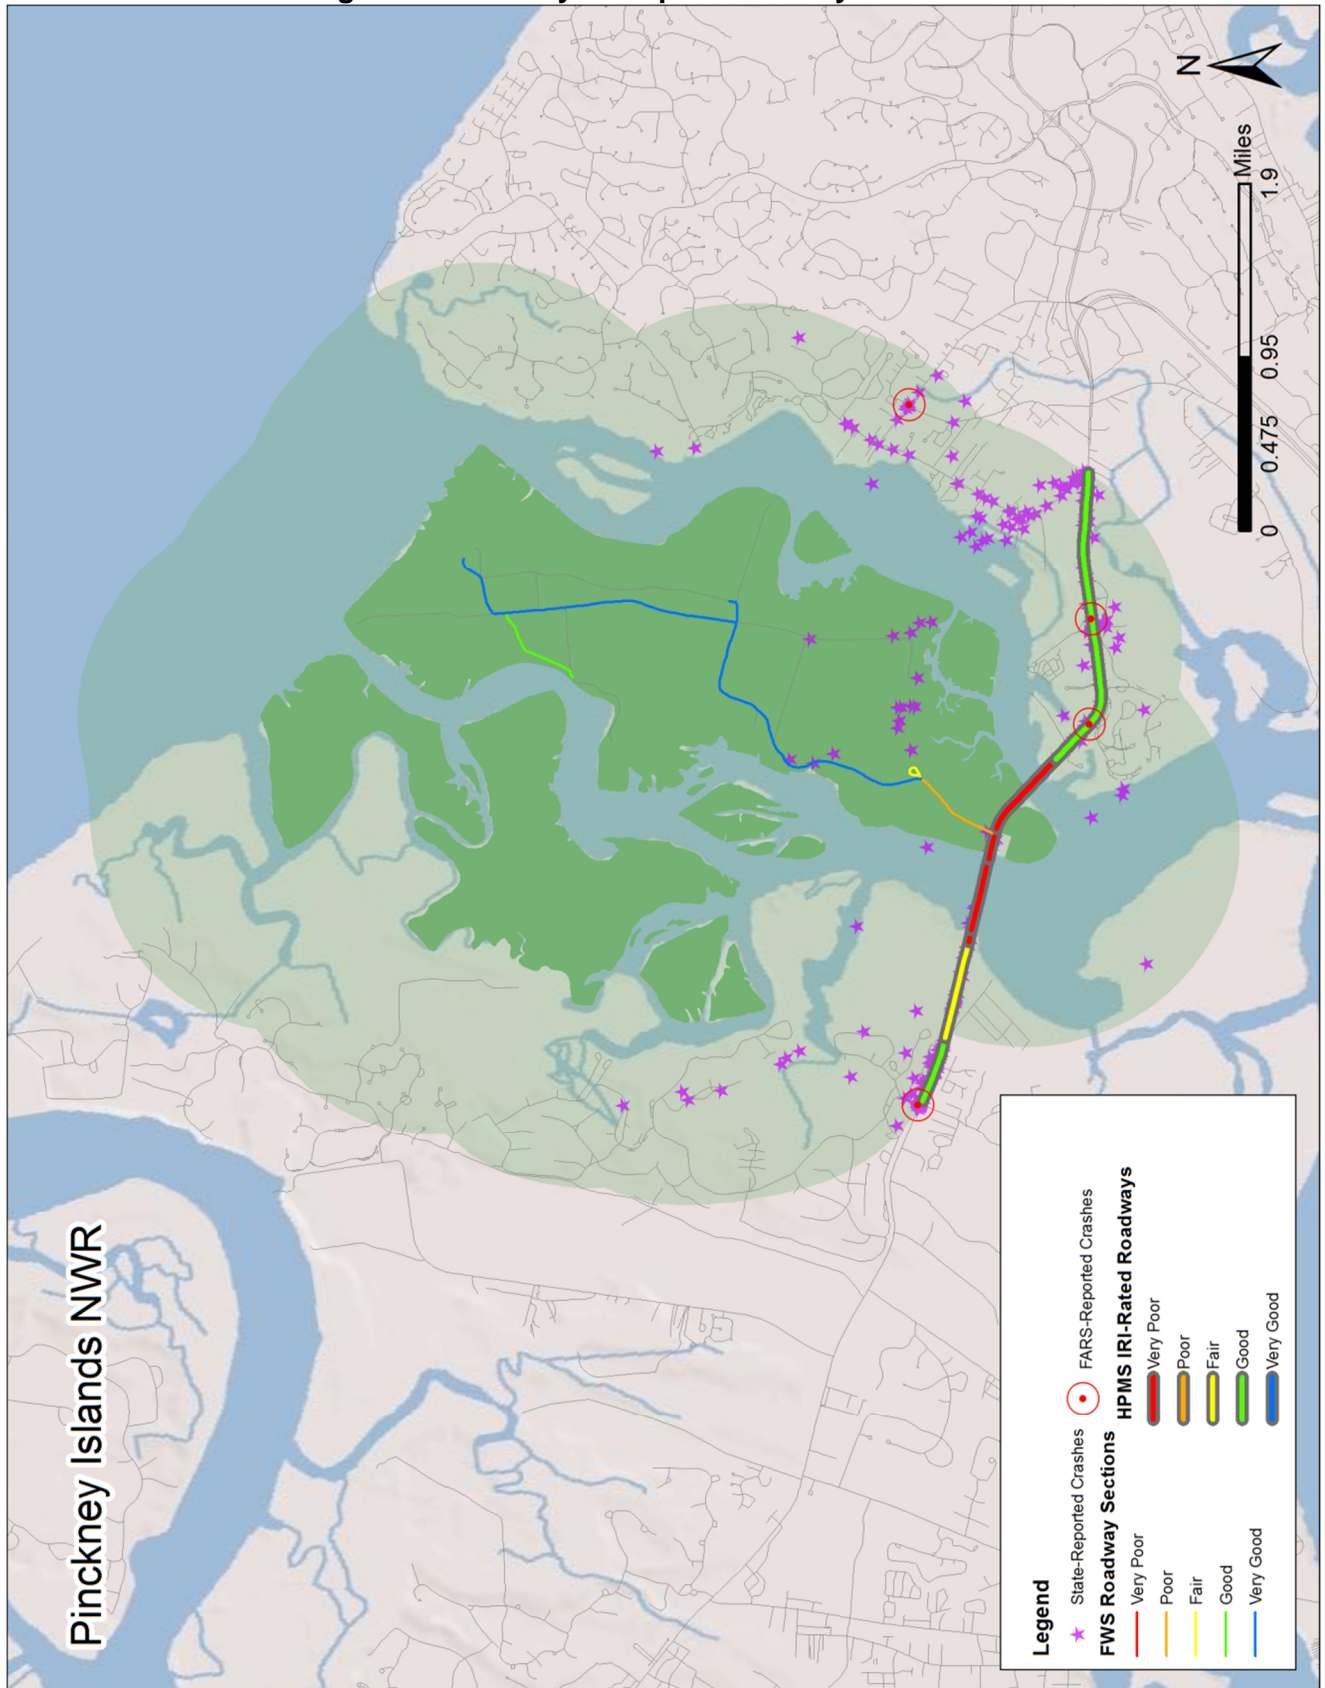 Pinckney Islands NWR
N
Miles
0 0.475 0.95 1.9
Legend
State-Reported Crashes
FARS-Reported Crashes
FWS Roadway Sections
Very Poor
Poor
Fair
Good
Very Good
HPMS IRI-Rated Roadways
Very Poor
Poor
Fair
Good
Very Good